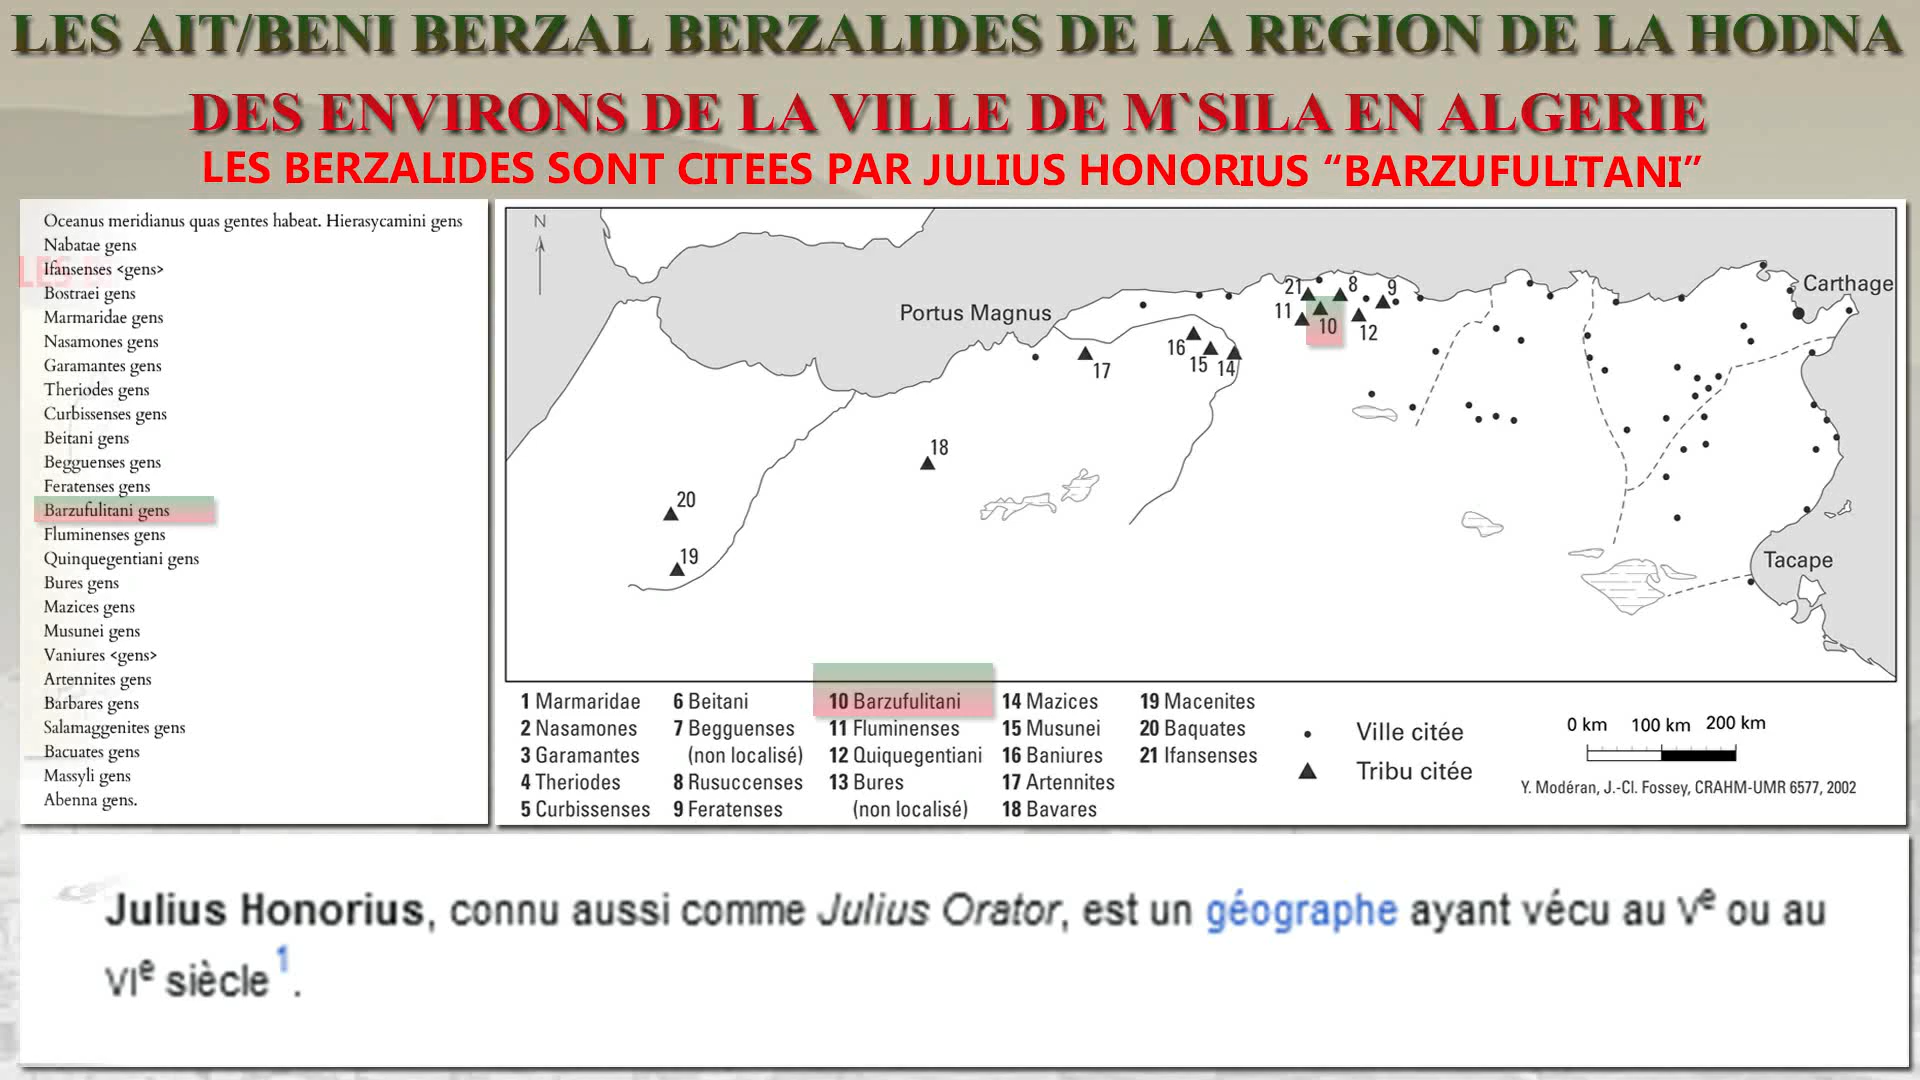 LES AIT/BENI BERZAL BERZALIDES DE LA REGION DE LA HODNA
DES ENVIRONS DE LA VILLE DE M`SILA EN ALGERIE
LES BERZALIDES SONT CITEES PAR JULIUS HONORIUS “BARZUFULITANI”
Oceanus meridianus quas gentes habeat. Hierasycamini gens
Nabatae gens
Ifansenses <gens>
Bostraei gens
Marmaridae gens
Nasamones gens
Garamantes gens
Theriodes gens
Curbissenses gens
Beitani gens
Begguenses gens
Feratenses gens
Barzufulitani gens
Fluminenses gens
Quinquegentiani gens
Bures gens
Mazices gens
Musunei gens
Vaniures <gens>
Artennites gens
Barbares gens
Salamaggenites gens
Bacuates gens
Massyli gens
Abenna gens.
N
Portus Magnus
Carthage
Tacape
21
8
9
11
10
12
16
15
14
17
18
20
19
1 Marmaridae
2 Nasamones
3 Garamantes
4 Theriodes
5 Curbissenses
6 Beitani
7 Begguenses
(non localisé)
8 Rusuccenses
9 Feratenses
10 Barzufulitani
11 Fluminenses
12 Quiquegentiani
13 Bures
(non localisé)
14 Mazices
15 Musunei
16 Baniures
17 Artennites
18 Bavares
19 Macenites
20 Baquates
21 Ifansenses
Ville citée
Tribu citée
0 km 100 km 200 km
Y. Modéran, J.-Cl. Fossey, CRAHM-UMR 6577, 2002
Julius Honorius, connu aussi comme Julius Orator, est un géographe ayant vécu au Ve ou au
VIe siècle 1.